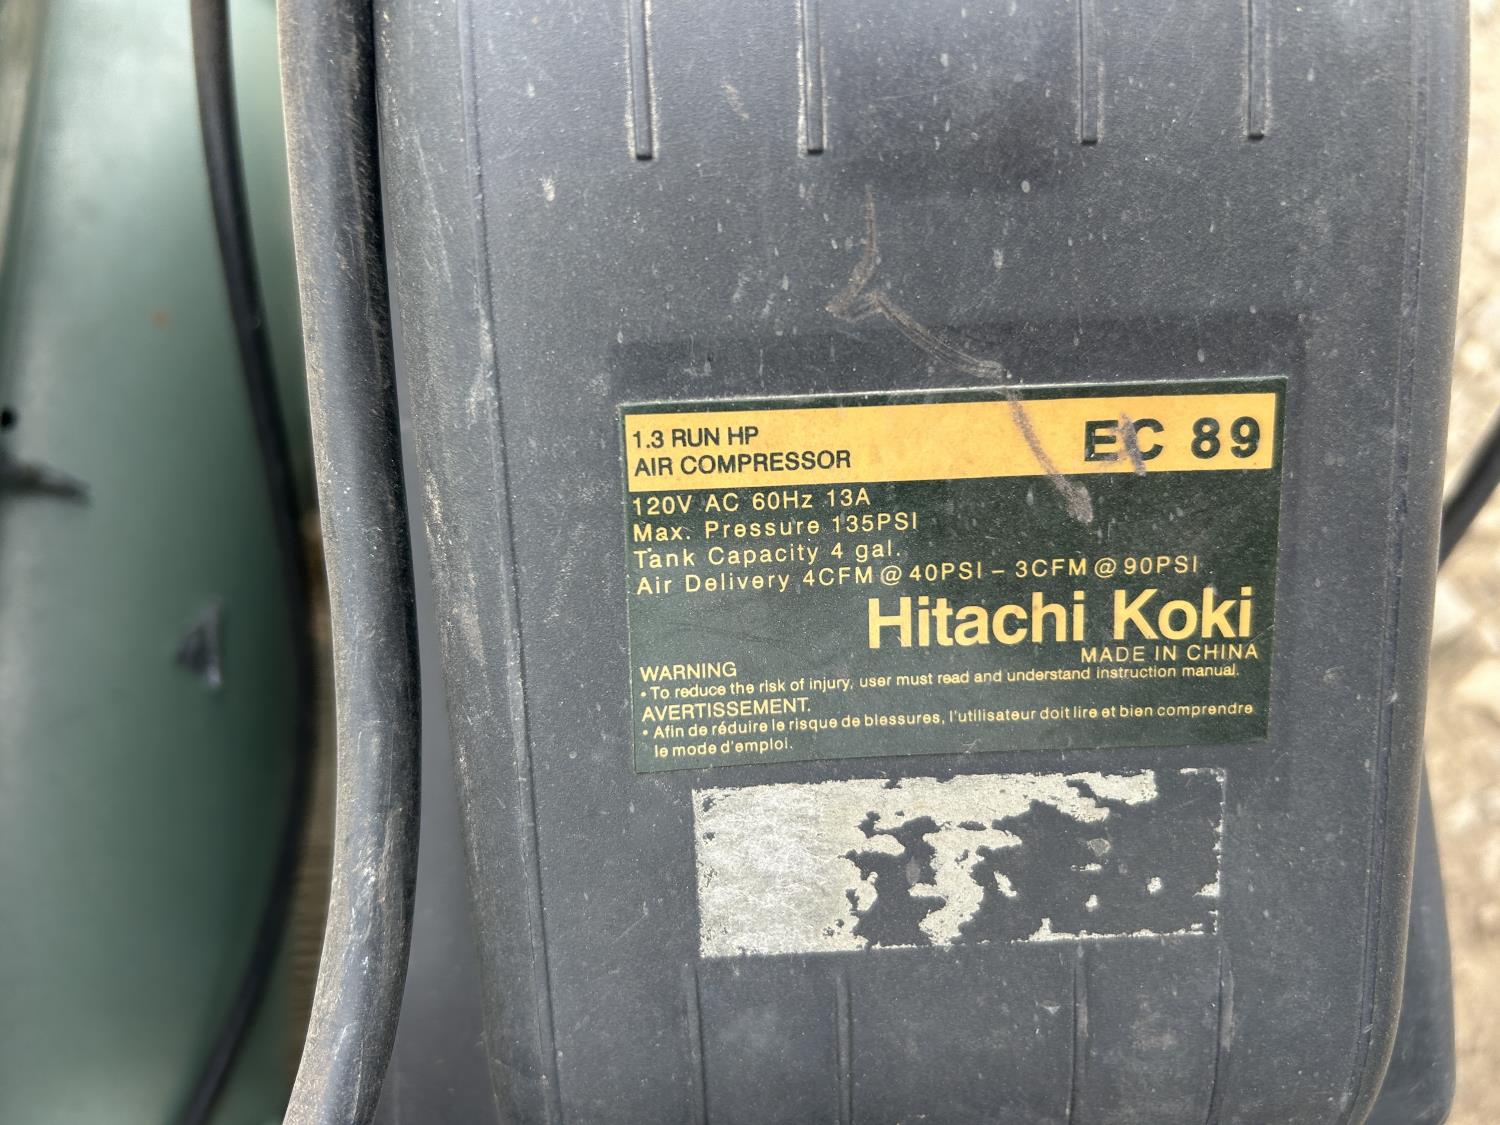 1.3 RUN HP
AIR COMPRESSOR
EC 89
120V AC 60Hz 13A
Max. Pressure 135PSI
Tank Capacity 4 gal.
Air Delivery 4CFM@40PSI – 3CFM@90PSI
Hitachi Koki
MADE IN CHINA
WARNING
• To reduce the risk of injury, user must read and understand instruction manual.
AVERTISSEMENT.
• Afin de réduire le risque de blessures, l'utilisateur doit lire et bien comprendre
le mode d'emploi.